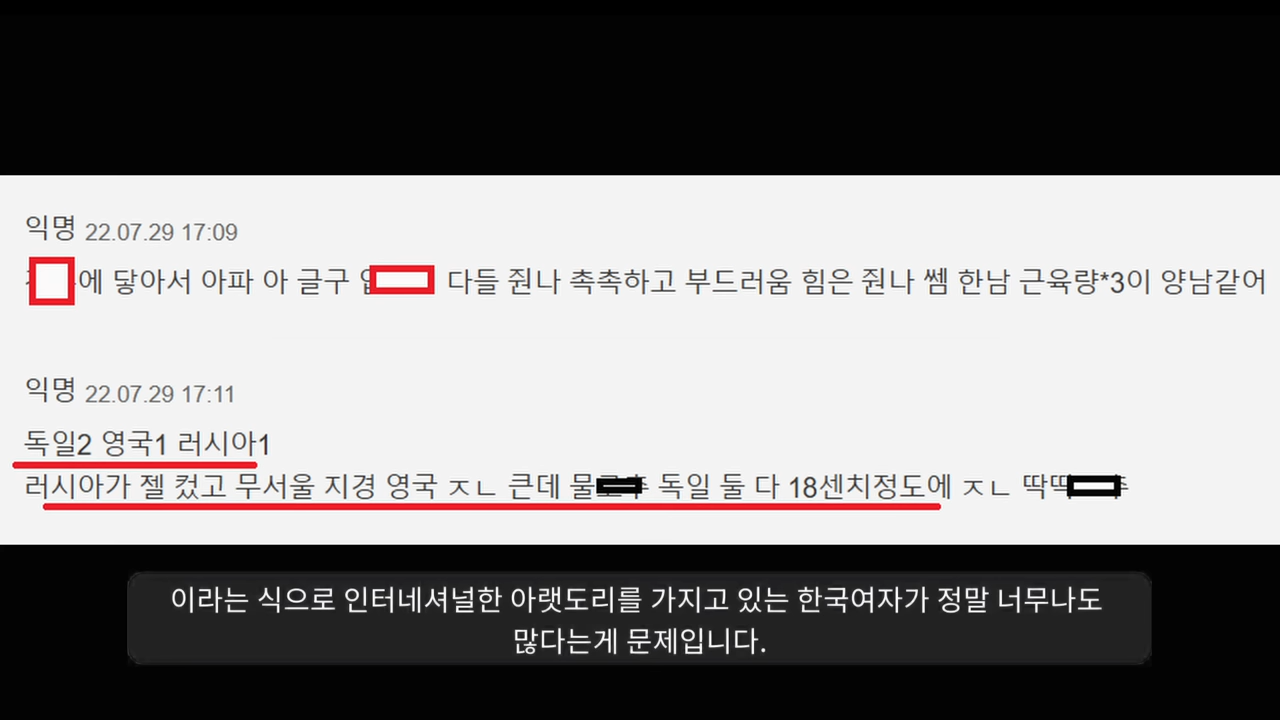 익명 22.07.29 17:09
에 닿아서 아파 아 글구 다들 줜나 촉촉하고 부드러움 힘은 줜나 쎔 한남 근육량*3이 양남같어
익명 22.07.29 17:11
독일2 영국1 러시아1
러시아가 젤 컸고 무서울 지경 영국 ㅈㄴ 큰데 독일 둘 다 18센치정도에 ㅈㄴ
이라는 식으로 인터네셔널한 아랫도리를 가지고 있는 한국여자가 정말 너무나도
많다는게 문제입니다.